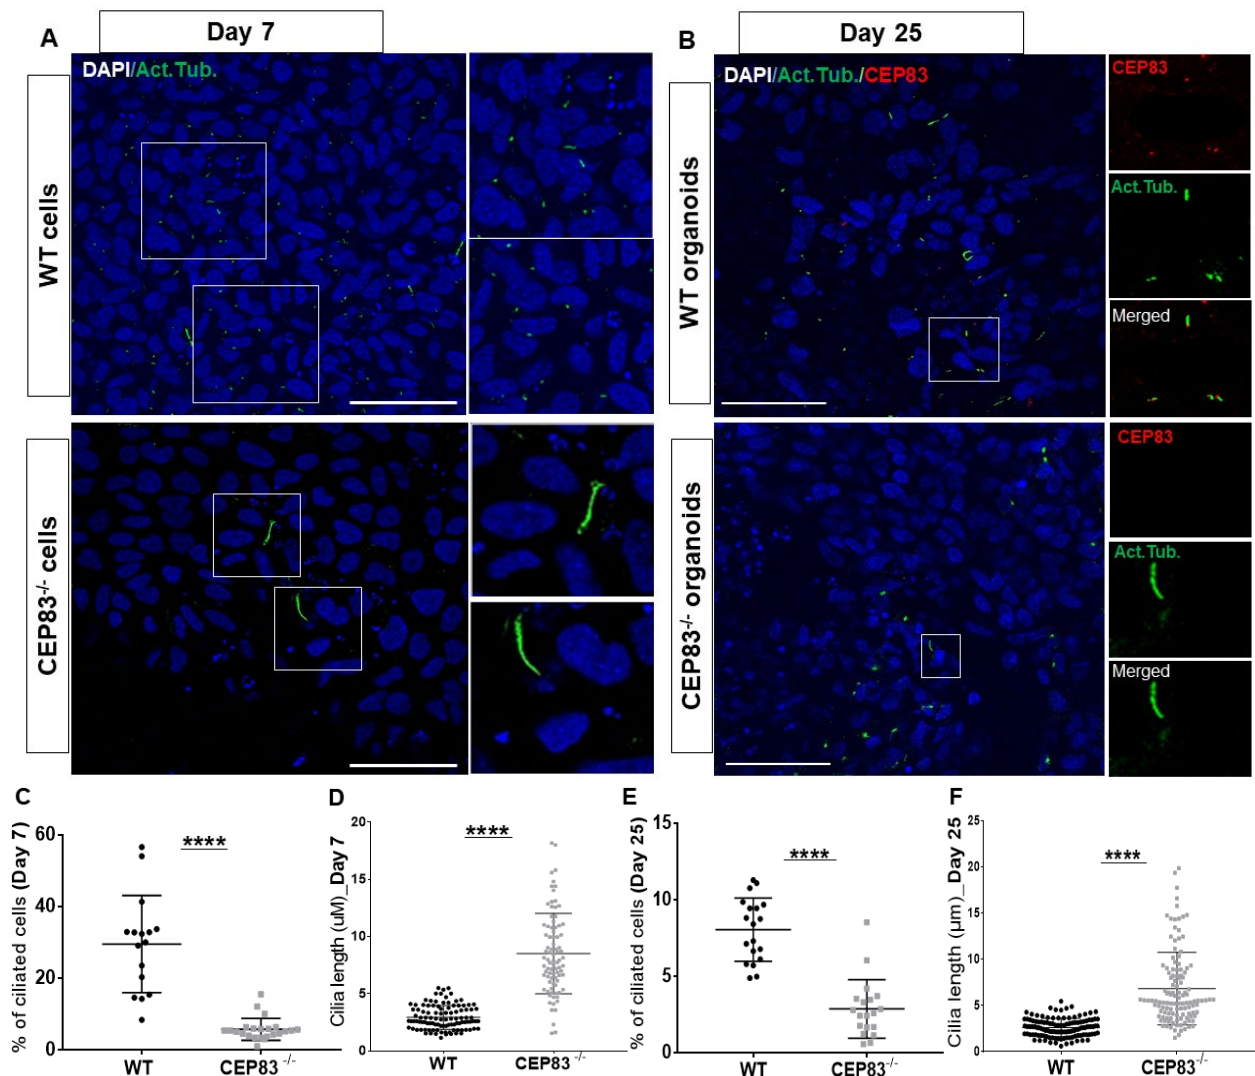 A
Day 7
DAPI/Act.Tub.
WT cells
CEP83-/- cells
B
Day 25
DAPI/Act.Tub./CEP83
WT organoids
CEP83
Act.Tub.
Merged
CEP83-/- organoids
CEP83
Act.Tub.
Merged
C
% of ciliated cells (Day 7)
60
40
20
0
****
WT
CEP83 -/-
D
Cilia length (uM)_Day 7
20
15
10
5
0
****
WT
CEP83 -/-
E
% of ciliated cells (Day 25)
15
10
5
0
****
WT
CEP83 -/-
F
Cillia length (µm)_Day 25
25
20
15
10
5
0
****
WT
CEP83 -/-